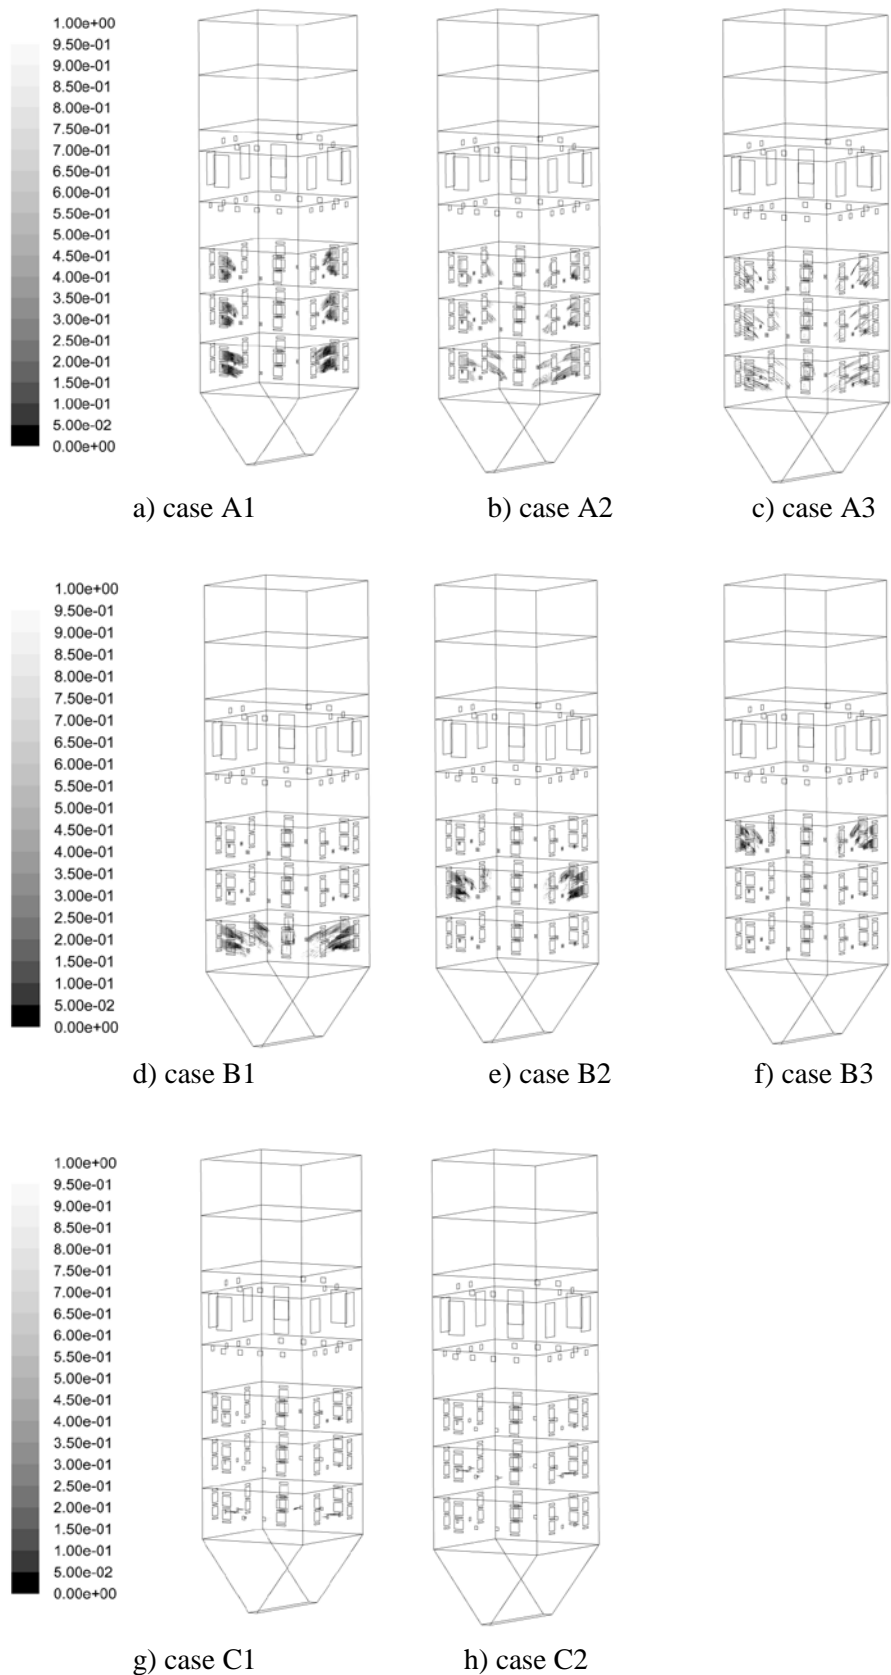 1.00e+00
9.50e-01
9.00e-01
8.50e-01
8.00e-01
7.50e-01
7.00e-01
6.50e-01
6.00e-01
5.50e-01
5.00e-01
4.50e-01
4.00e-01
3.50e-01
3.00e-01
2.50e-01
2.00e-01
1.50e-01
1.00e-01
5.00e-02
0.00e+00
a) case A1
b) case A2
c) case A3
1.00e+00
9.50e-01
9.00e-01
8.50e-01
8.00e-01
7.50e-01
7.00e-01
6.50e-01
6.00e-01
5.50e-01
5.00e-01
4.50e-01
4.00e-01
3.50e-01
3.00e-01
2.50e-01
2.00e-01
1.50e-01
1.00e-01
5.00e-02
0.00e+00
d) case B1
e) case B2
f) case B3
1.00e+00
9.50e-01
9.00e-01
8.50e-01
8.00e-01
7.50e-01
7.00e-01
6.50e-01
6.00e-01
5.50e-01
5.00e-01
4.50e-01
4.00e-01
3.50e-01
3.00e-01
2.50e-01
2.00e-01
1.50e-01
1.00e-01
5.00e-02
0.00e+00
g) case C1
h) case C2